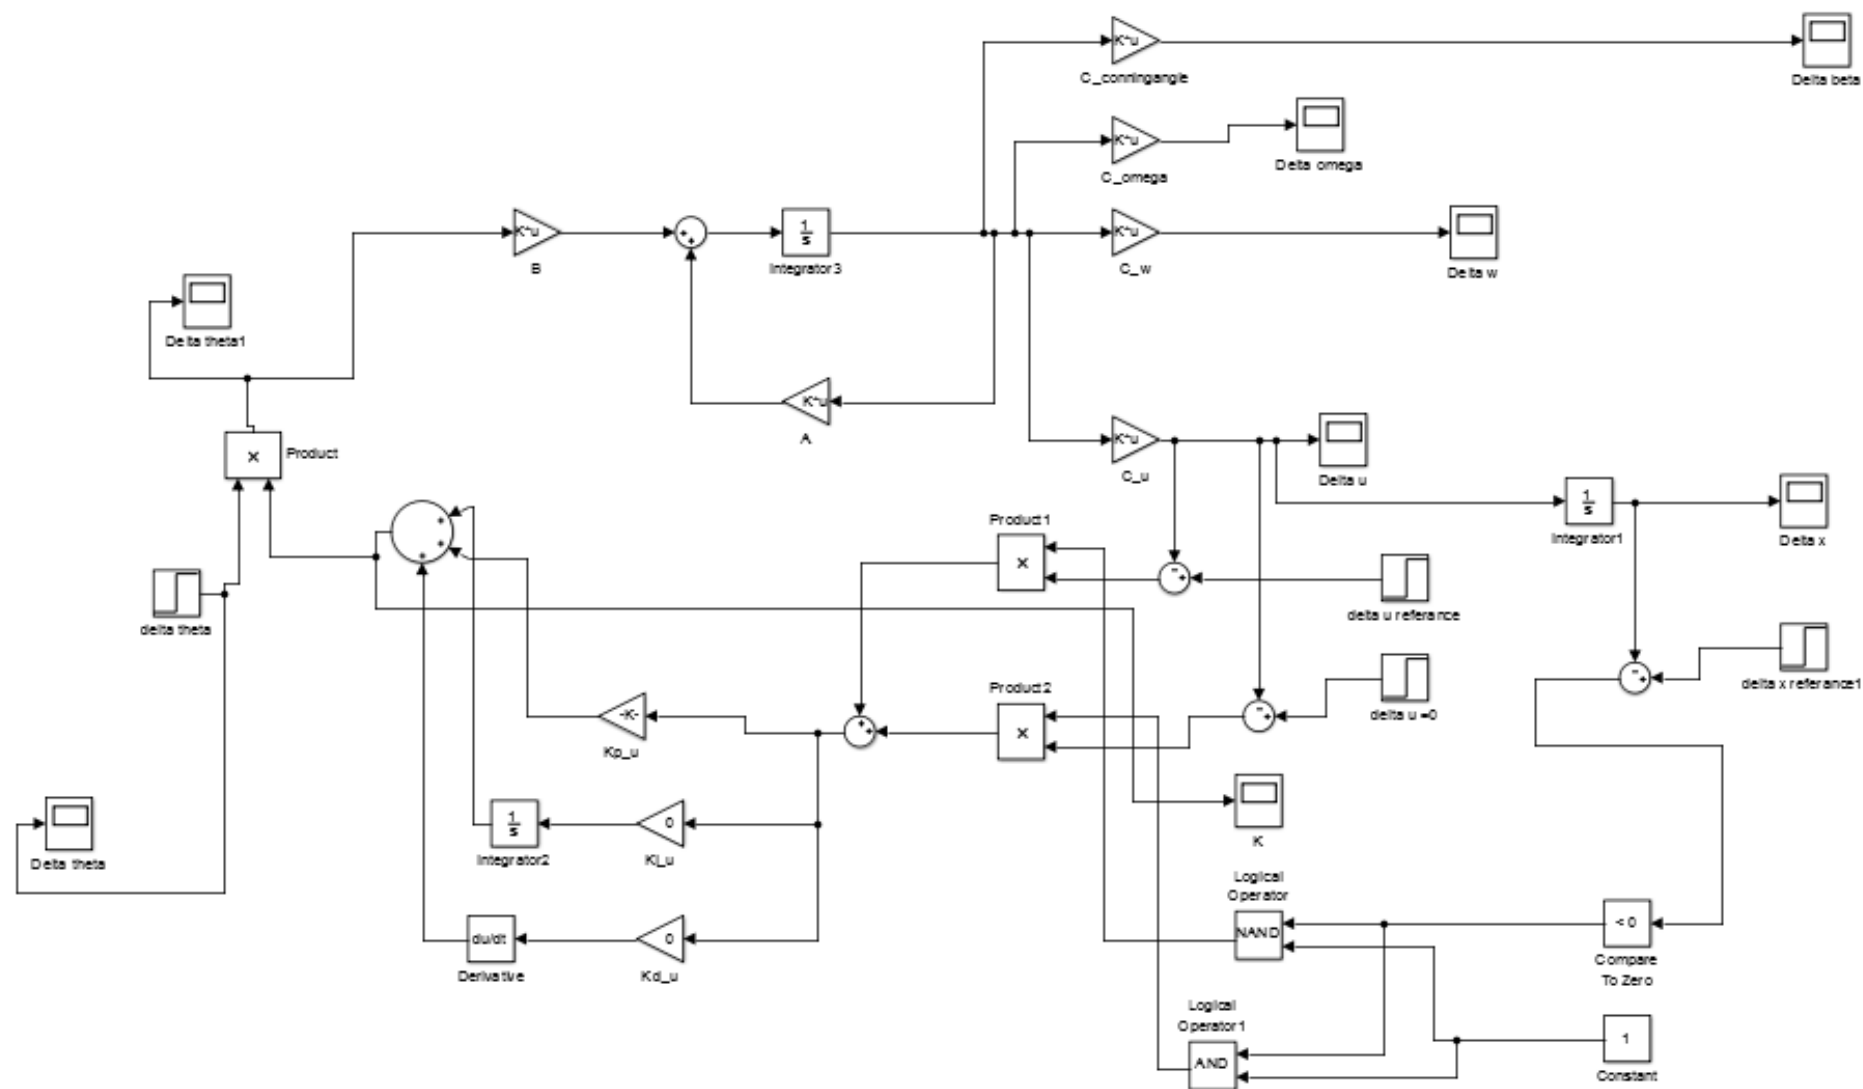 K*u
C_conningangle
Delta beta
K*u
C_omega
Delta omega
K*u
B
+
+
1
s
Integrator3
K*u
C_w
Delta w
Delta theta1
K*u
A
K*u
C_u
Delta u
×
Product
1
s
Integrator1
Delta x
+
+
+
Product1
×
-
+
delta u referance
delta theta
-
+
delta x referance1
Product2
×
-
+
delta u =0
-K-
Kp_u
+
+
K
Delta theta
1
s
Integrator2
0
Ki_u
Logical
Operator
NAND
< 0
Compare
To Zero
du/dt
Derivative
0
Kd_u
Logical
Operator1
AND
1
Constant